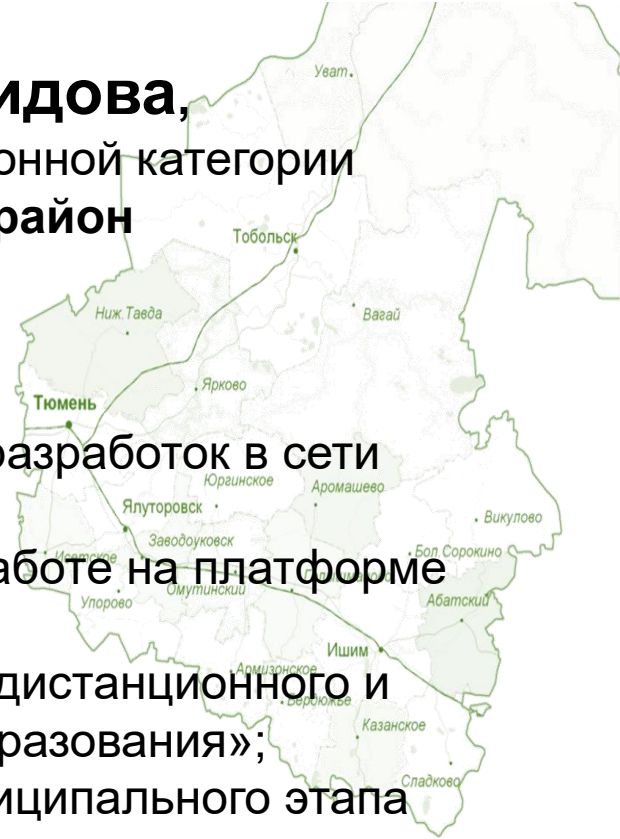 Уват
идова,
онной категории
район
Тобольск
Ниж.Тавда
Вагай
Ярково
Тюмень
разработок в сети
Юргинское
Аромашево
Ялуторовск
Викулово
Заводоуковск
Бол.Сорокино
Исетское
аботе на платформе
Омутинский
Упорово
Абатский
Ишим
Армизонское
дистанционного и
Бердюжье
Казанское
разования»;
Сладково
иципального этапа